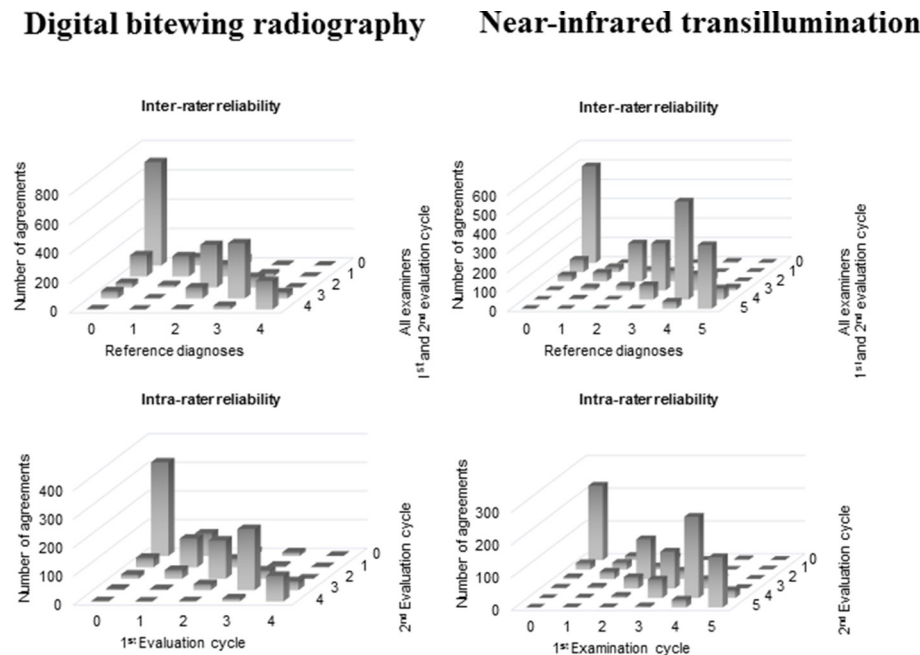 Digital bitewing radiography
Near-infrared transillumination
Inter-rater reliability
Number of agreements
800
600
400
200
0
0 1 2 3 4
Reference diagnoses
4 3 2 1 0
All examiners
1st and 2nd evaluation cycle
Inter-rater reliability
Number of agreements
600
500
400
300
200
100
0
0 1 2 3 4 5
Reference diagnoses
5 4 3 2 1 0
All examiners
1st and 2nd evaluation cycle
Intra-rater reliability
Number of agreements
400
300
200
100
0
0 1 2 3 4
1st Evaluation cycle
4 3 2 1 0
2nd Evaluation cycle
Intra-rater reliability
Number of agreements
300
200
100
0
0 1 2 3 4 5
1st Examination cycle
5 4 3 2 1 0
2nd Evaluation cycle